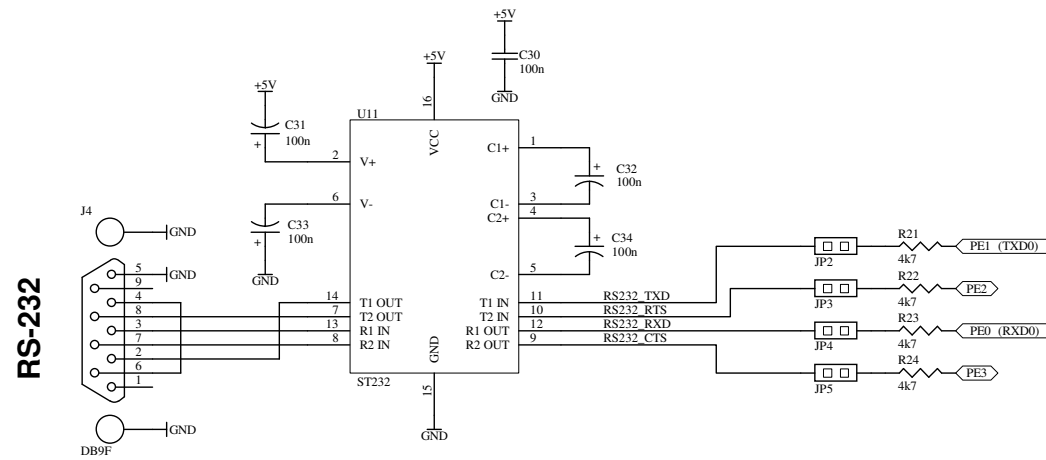 +5V
C30
100n
GND
+5V
16
+5V
C31
100n
+
U11
VCC
2
V+
C1+
1
+
C32
100n
6
V-
C1-
3
C2+
4
J4
GND
C33
100n
+
GND
+
C34
100n
C2-
5
RS-232
5
GND
9
4
8
3
7
2
6
1
14
T1 OUT
7
T2 OUT
13
R1 IN
8
R2 IN
T1 IN
11
RS232_TXD
T2 IN
10
RS232_RTS
R1 OUT
12
RS232_RXD
R2 OUT
9
RS232_CTS
GND
ST232
15
GND
GND
DB9F
JP2
R21
4k7
PE1 (TXD0)
JP3
R22
4k7
PE2
JP4
R23
4k7
PE0 (RXD0)
JP5
R24
4k7
PE3